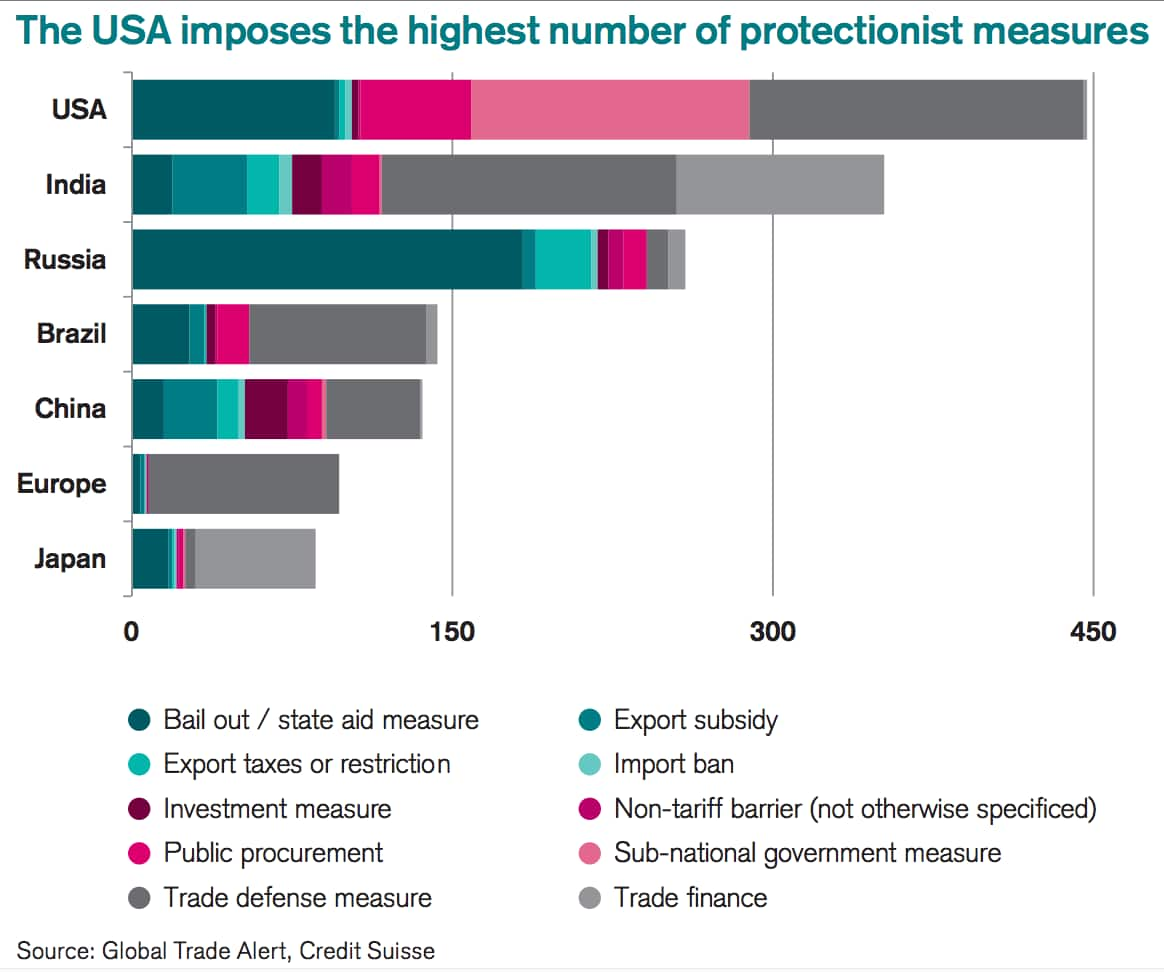 The USA imposes the highest number of protectionist measures
USA
India
Russia
Brazil
China
Europe
Japan
0 150 300 450
Bail out / state aid measure
Export subsidy
Export taxes or restriction
Import ban
Investment measure
Non-tariff barrier (not otherwise specificed)
Public procurement
Sub-national government measure
Trade defense measure
Trade finance
Source: Global Trade Alert, Credit Suisse